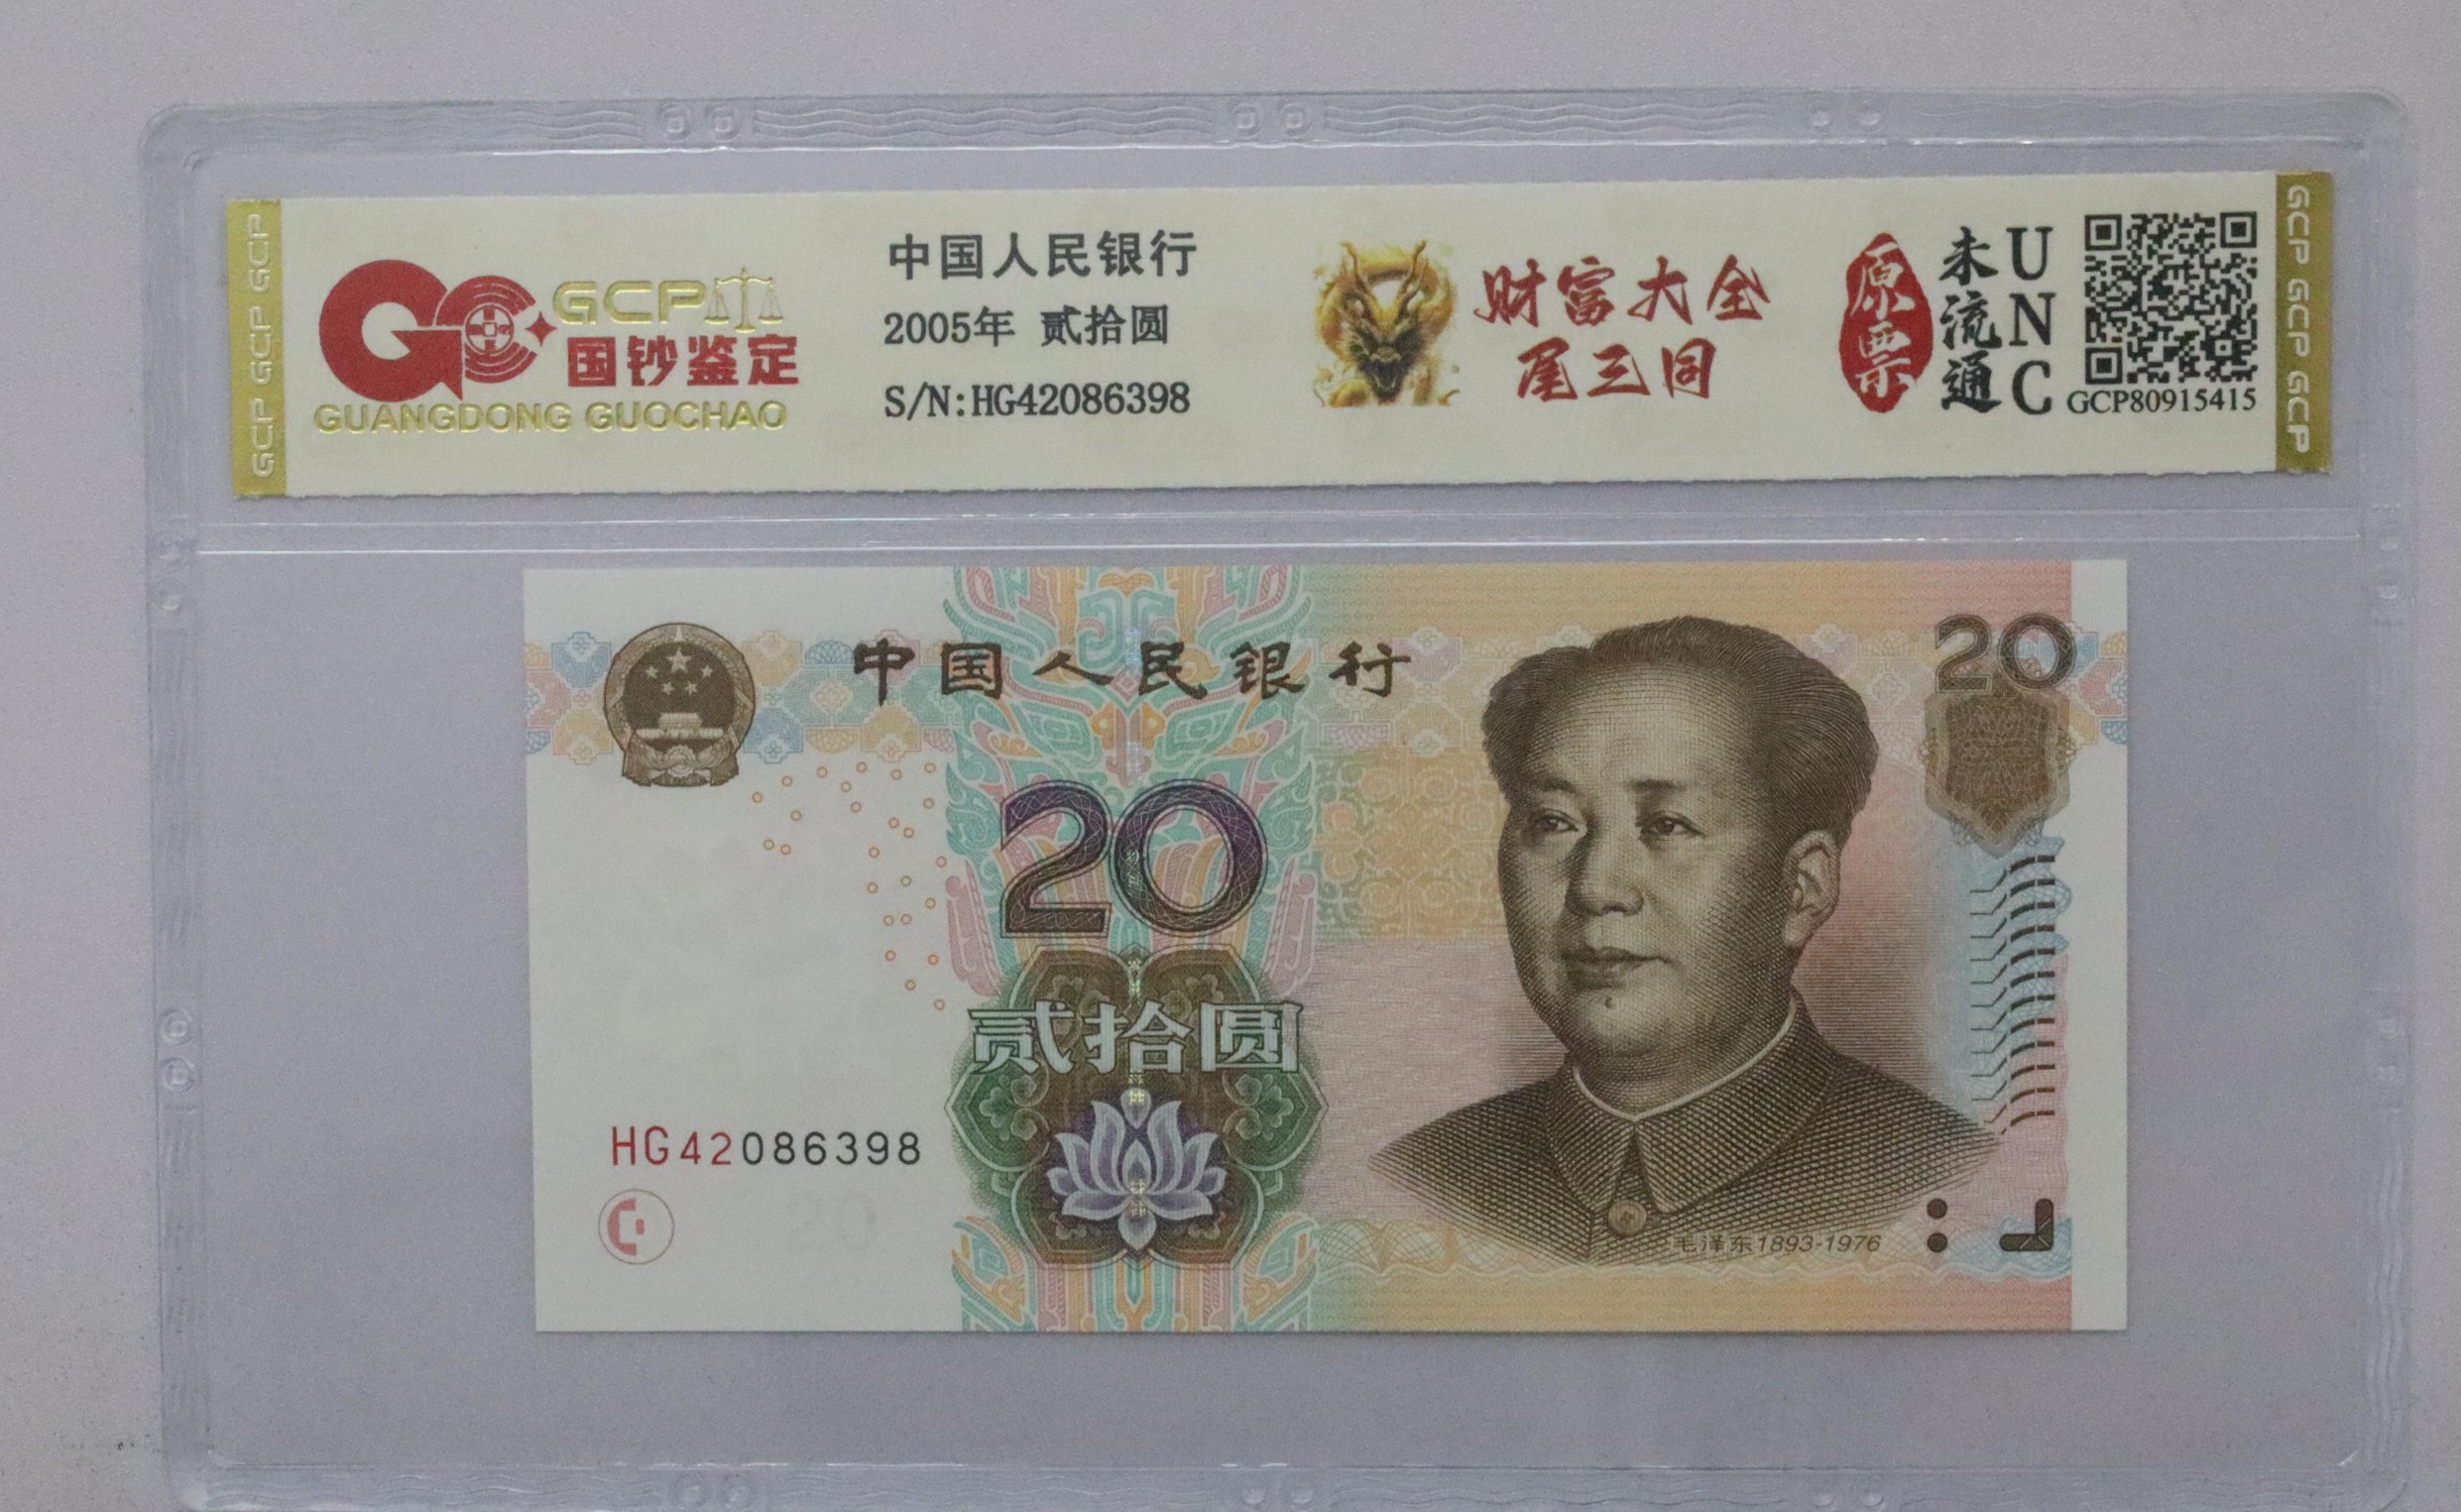 GCP GCP GCP
GCP
国钞鉴定
GUANGDONG GUOCHAO
中国人民银行
2005年 贰拾圆
S/N:HG42086398
财富大全
尾三同
原票
未流通
UNC
GCP80915415
GCP GCP GCP
中国人民银行
20
20
贰拾圆
HG42086398
20
毛泽东1893-1976